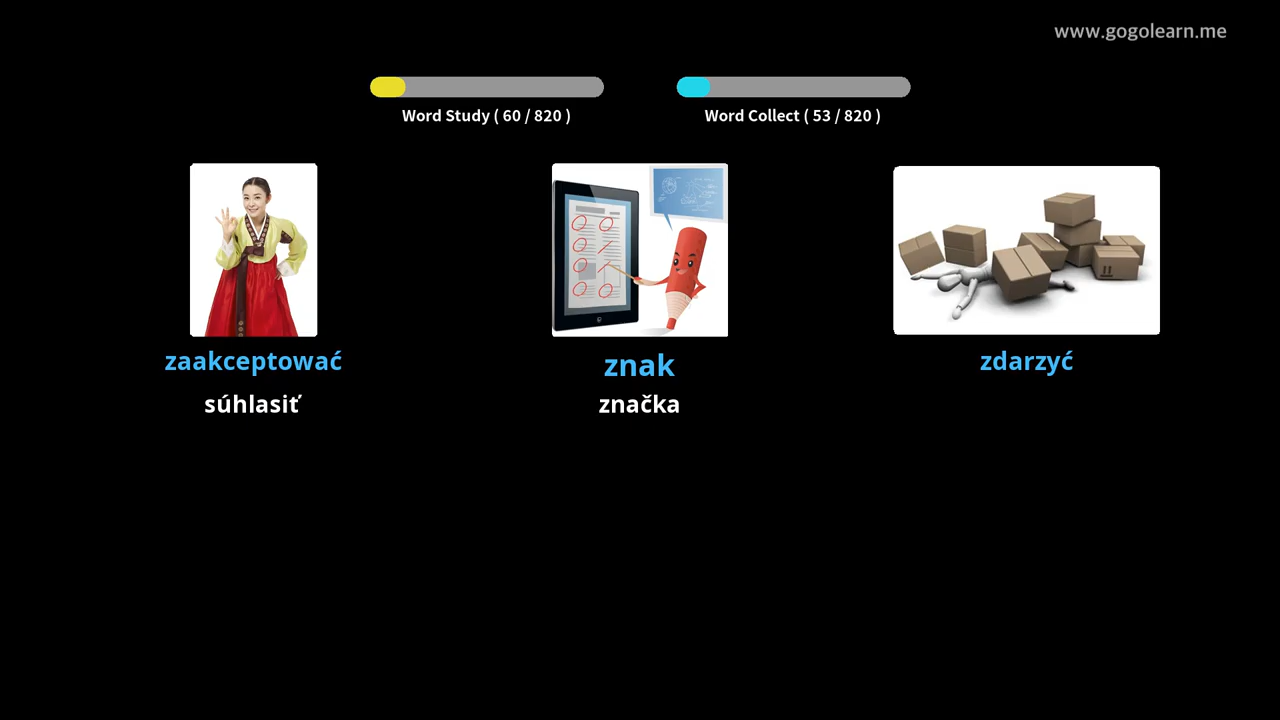 www.gogolearn.me
Word Study ( 60 / 820 )
Word Collect ( 53 / 820 )
zaakceptować
znak
zdarzyć
súhlasiť
značka